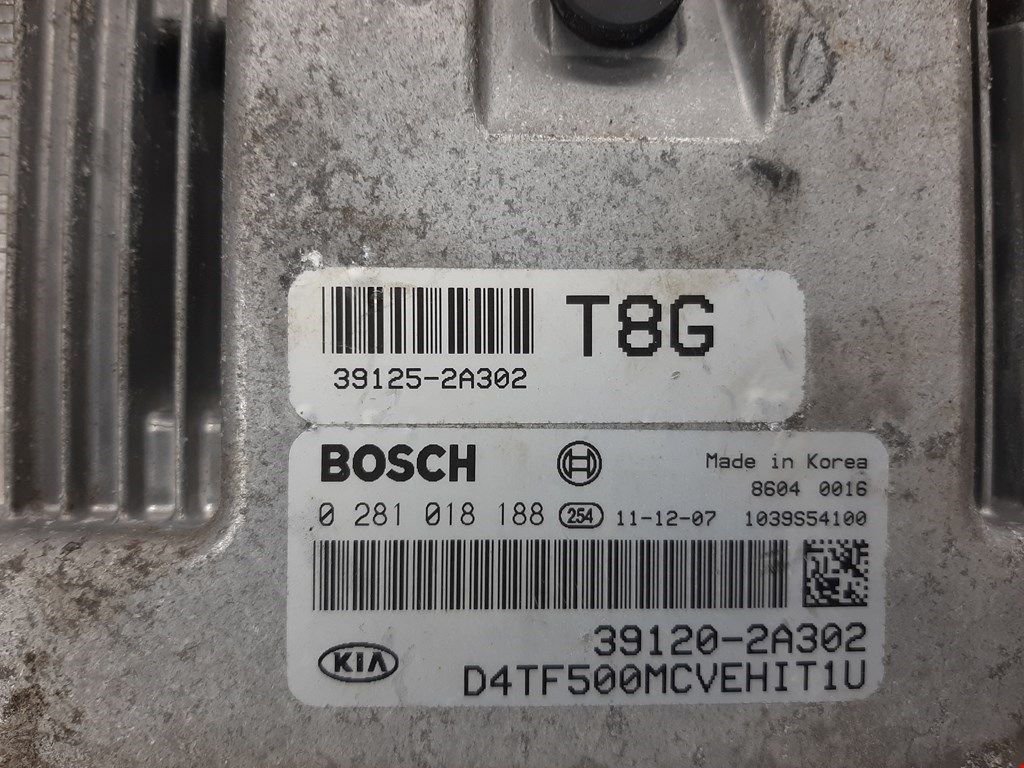 T8G
39125-2A302
BOSCH
Made in Korea
8604 0016
0 281 018 188 254 11-12-07 1039S54100
39120-2A302
KIA
D4TF500MCVEHIT1U